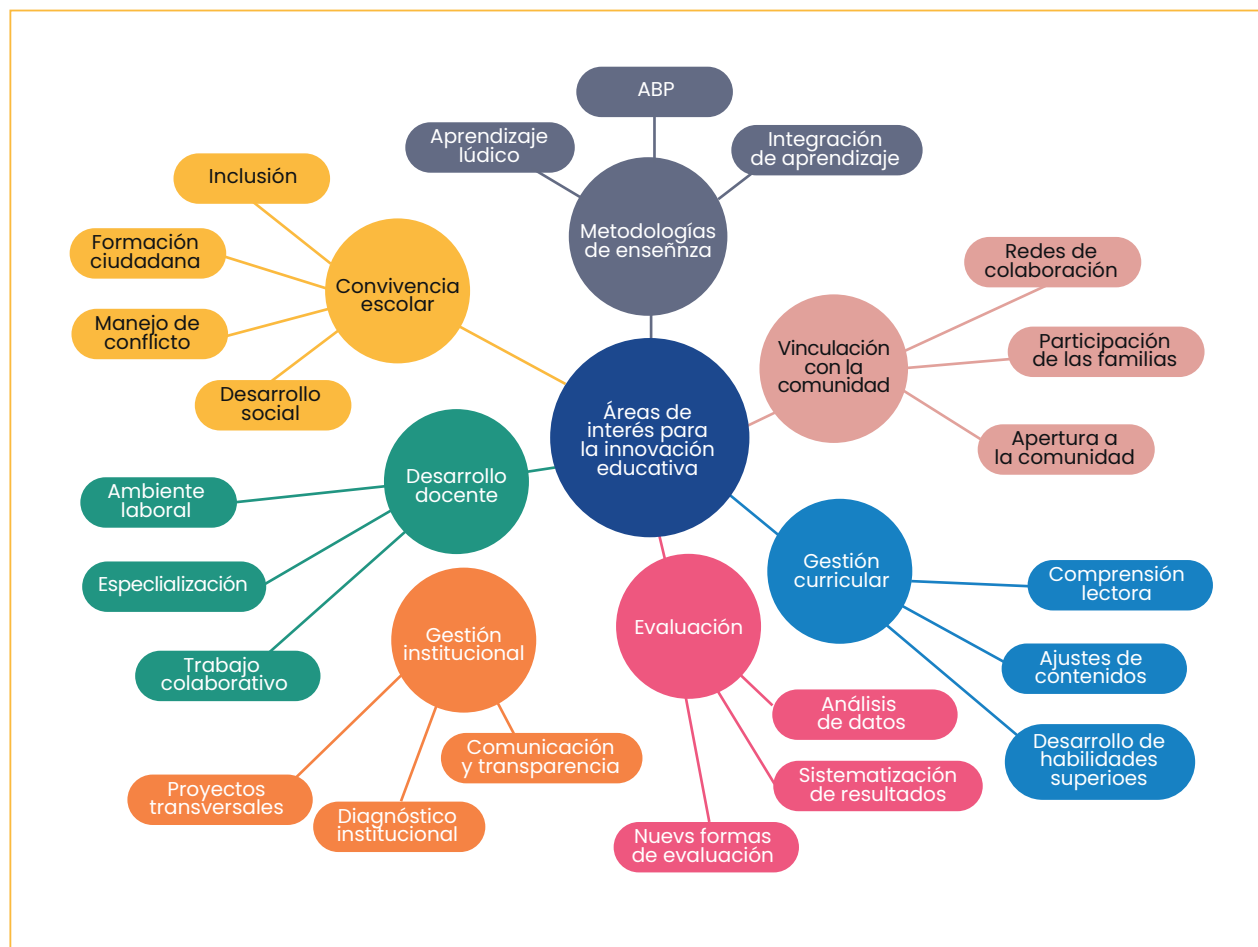 ABP
Aprendizaje
lúdico
Integración
de aprendizaje
Metodologías
de enseñnza
Inclusión
Formación
ciudadana
Manejo de
conflicto
Desarrollo
social
Convivencia
escolar
Redes de
colaboración
Participación
de las familias
Apertura a
la comunidad
Vinculación
con la
comunidad
Áreas de
interés para
la innovación
educativa
Desarrollo
docente
Ambiente
laboral
Especlialización
Trabajo
colaborativo
Gestión
curricular
Comprensión
lectora
Ajustes de
contenidos
Desarrollo de
habilidades
superioes
Evaluación
Análisis
de datos
Sistematización
de resultados
Nuevs formas
de evaluación
Gestión
institucional
Comunicación
y transparencia
Proyectos
transversales
Diagnóstico
institucional